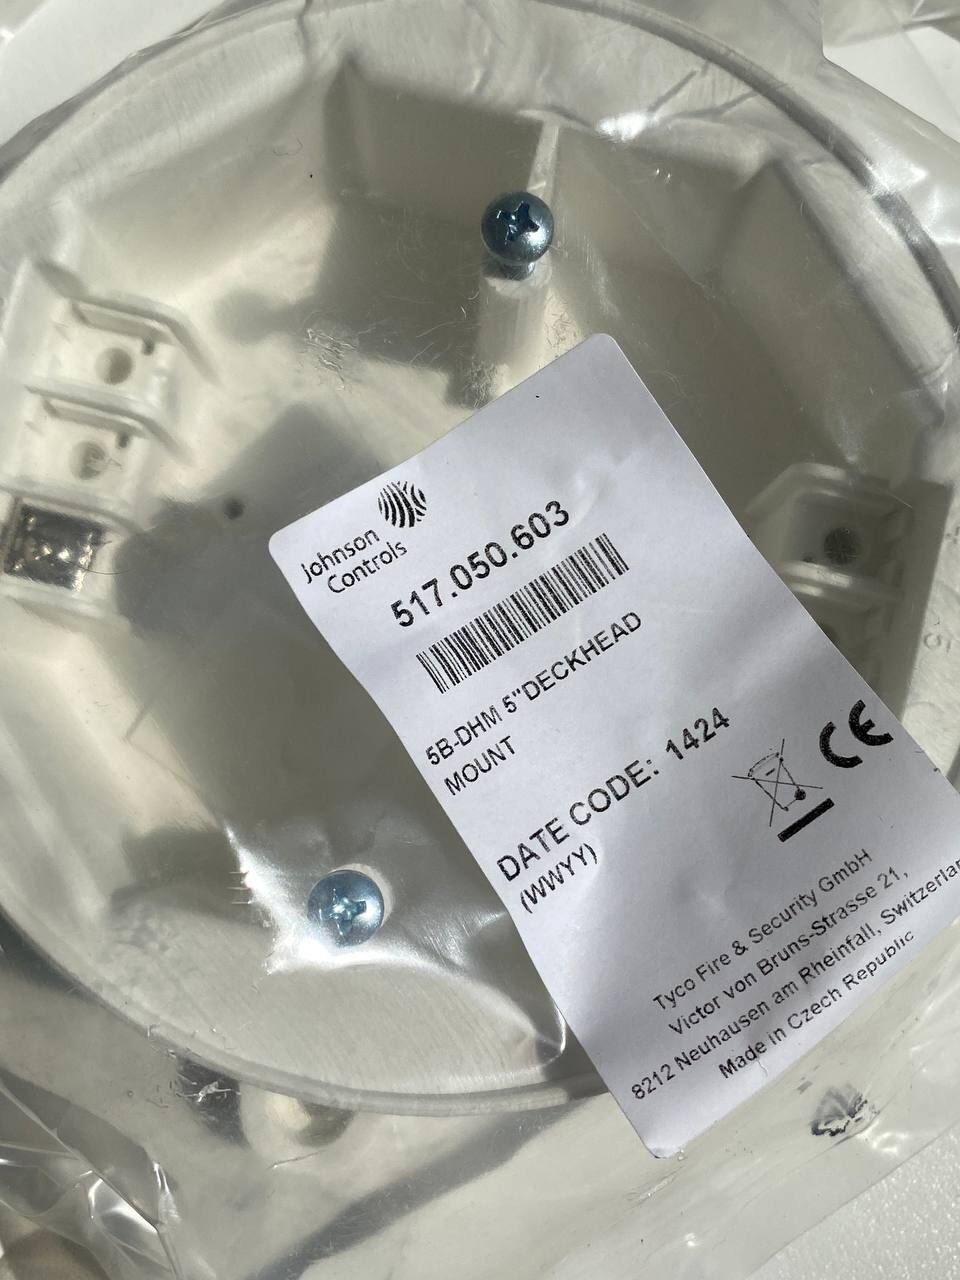 Johnson
Controls
517.050.603
5B-DHM 5"DECKHEAD
MOUNT
DATE CODE: 1424
(WWYY)
CE
Tyco Fire & Security GmbH
Victor von Bruns-Strasse 21,
8212 Neuhausen am Rheinfall,
Made in Czech Republic